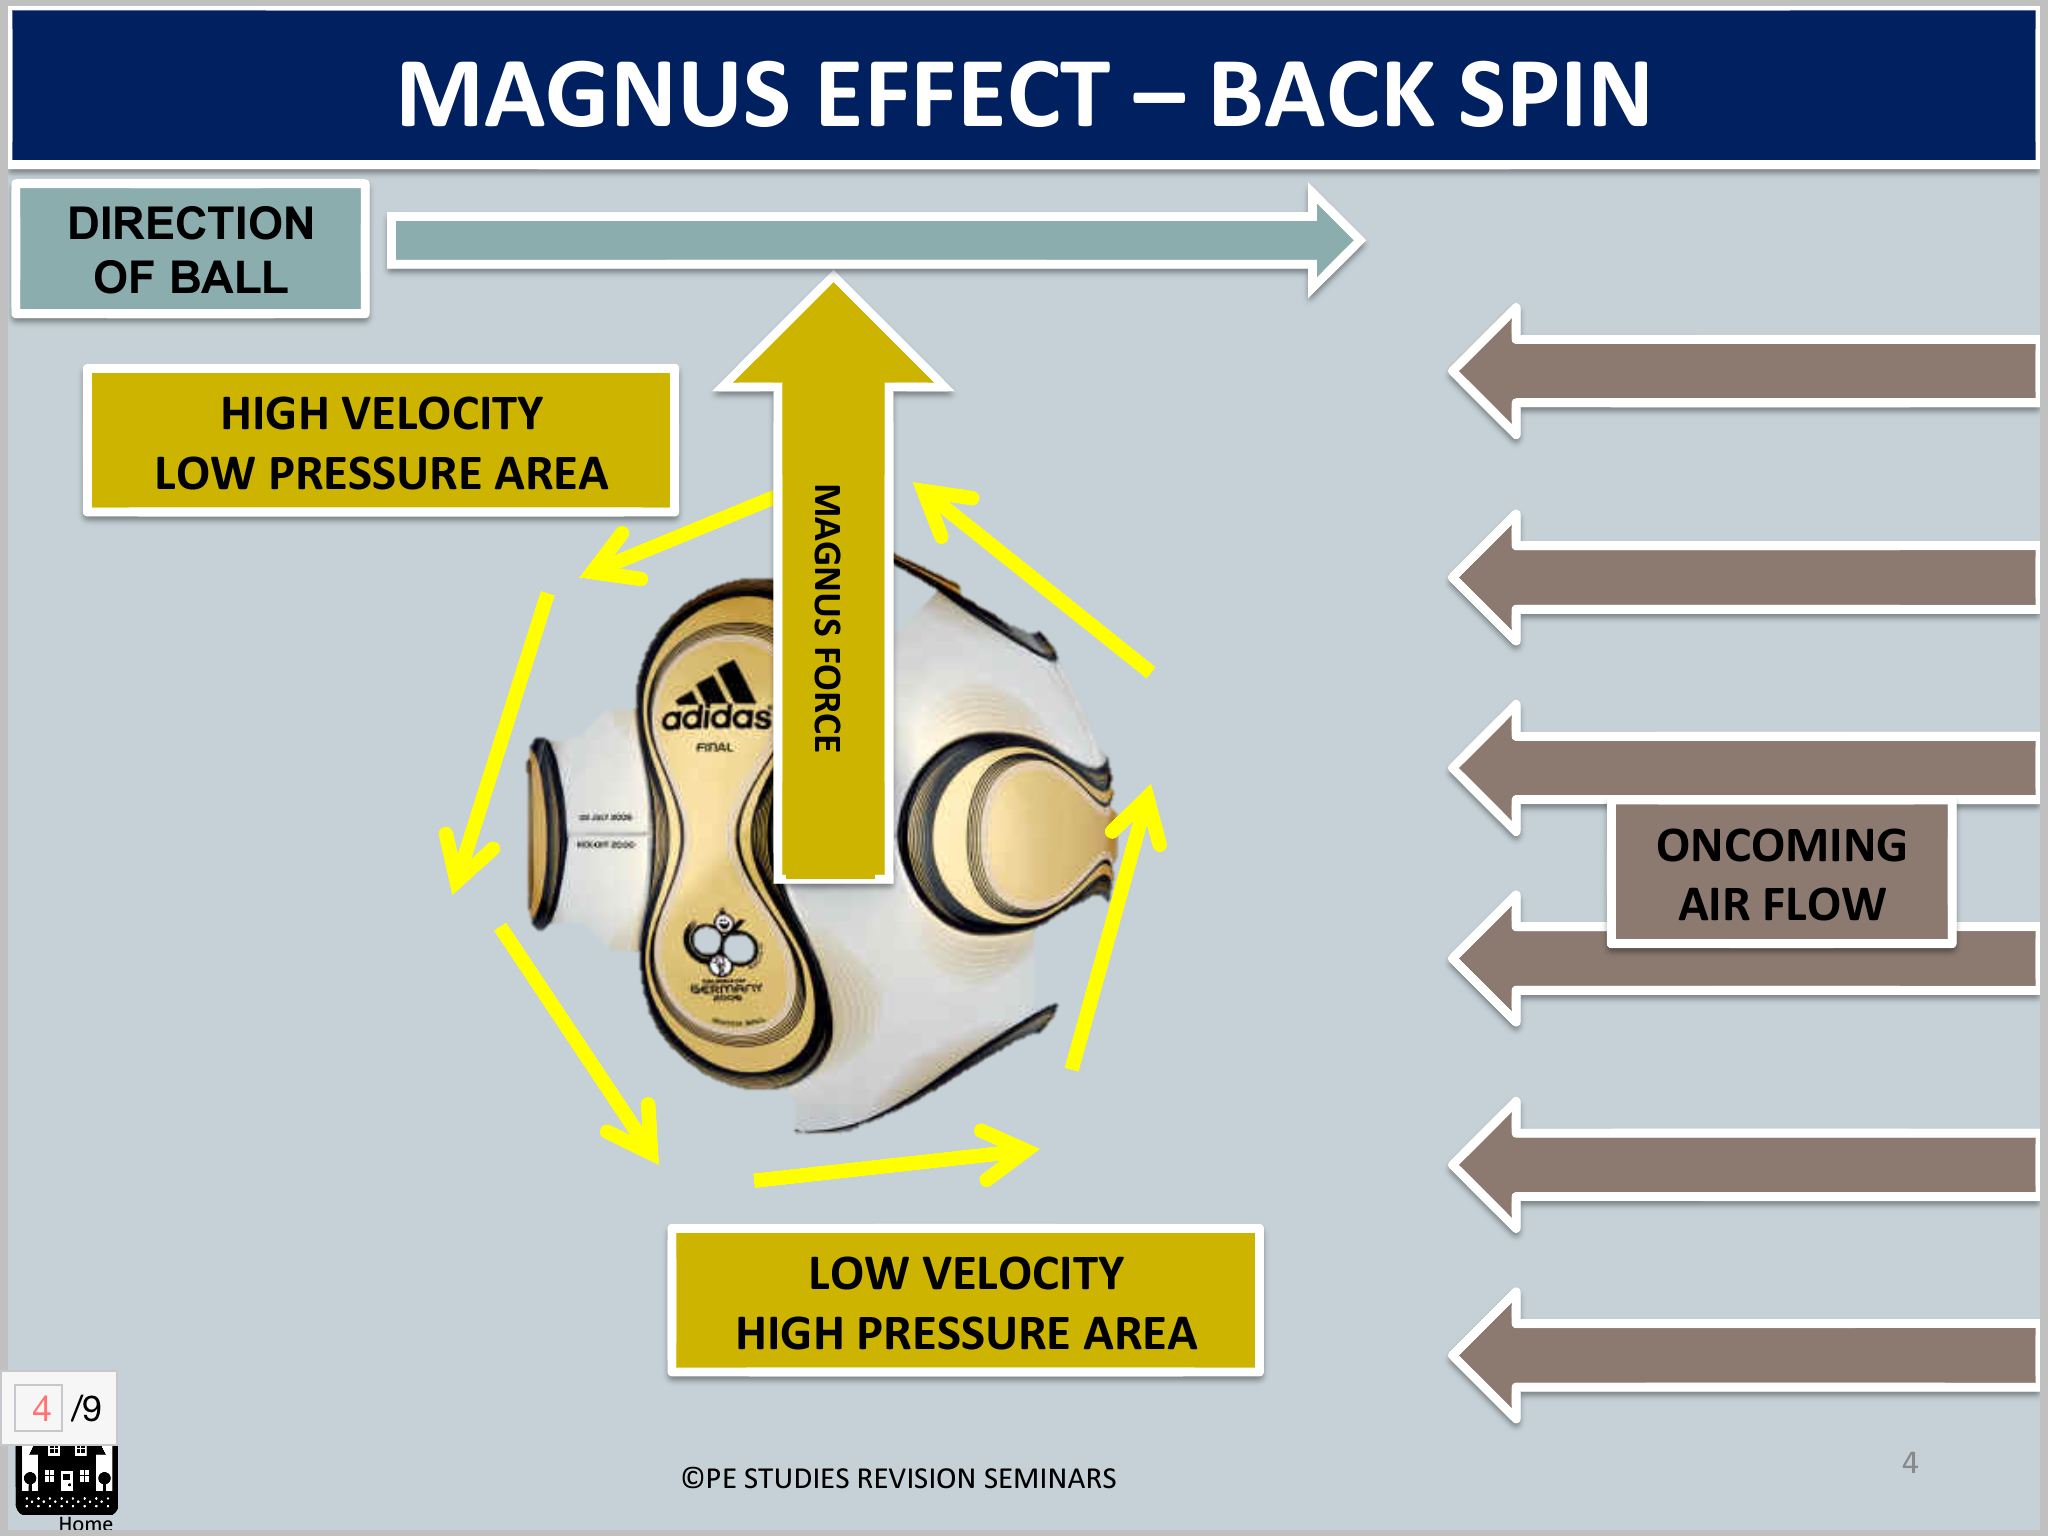 MAGNUS EFFECT – BACK SPIN
DIRECTION
OF BALL
HIGH VELOCITY
LOW PRESSURE AREA
MAGNUS FORCE
adidas
FINAL
GERMANY
2006
ONCOMING
AIR FLOW
LOW VELOCITY
HIGH PRESSURE AREA
4 /9
Home
©PE STUDIES REVISION SEMINARS
4